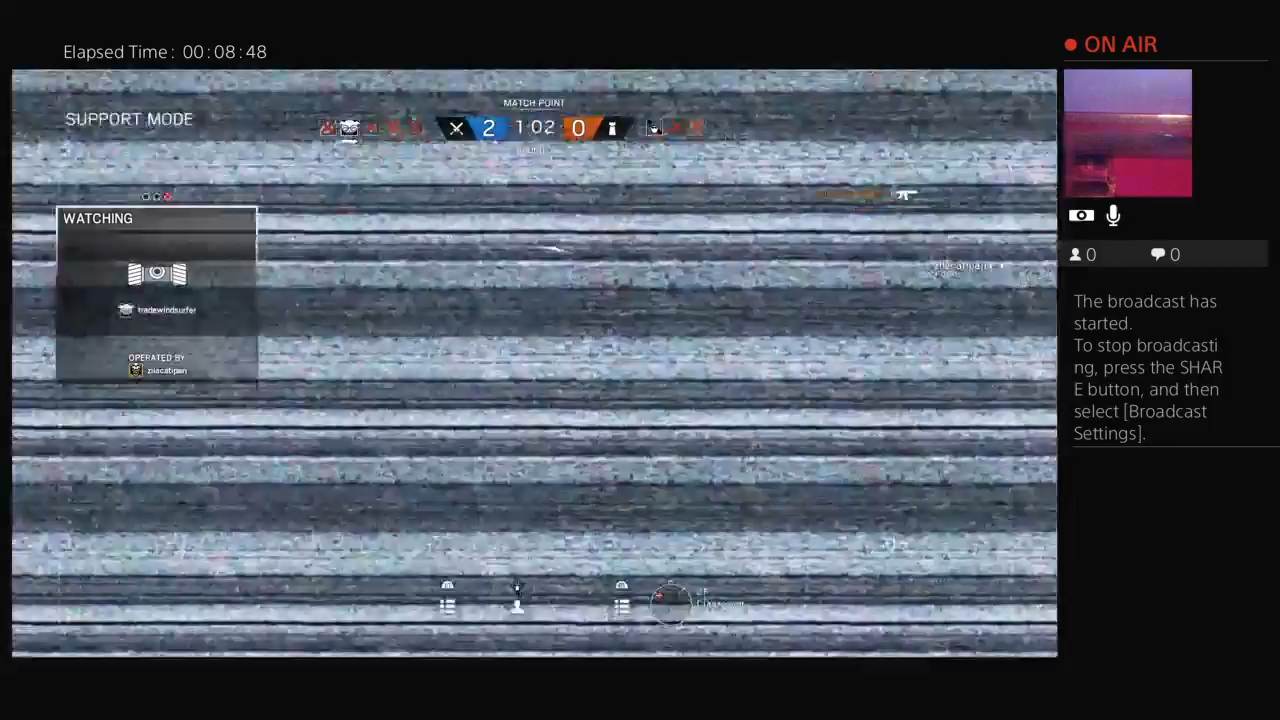 Elapsed Time: 00:08:48
ON AIR
MATCH POINT
SUPPORT MODE
2 1:02 0
WATCHING
tradewindsurfer
OPERATED BY
0 0
The broadcast has
started.
To stop broadcasti
ng, press the SHAR
E button, and then
select [Broadcast
Settings].